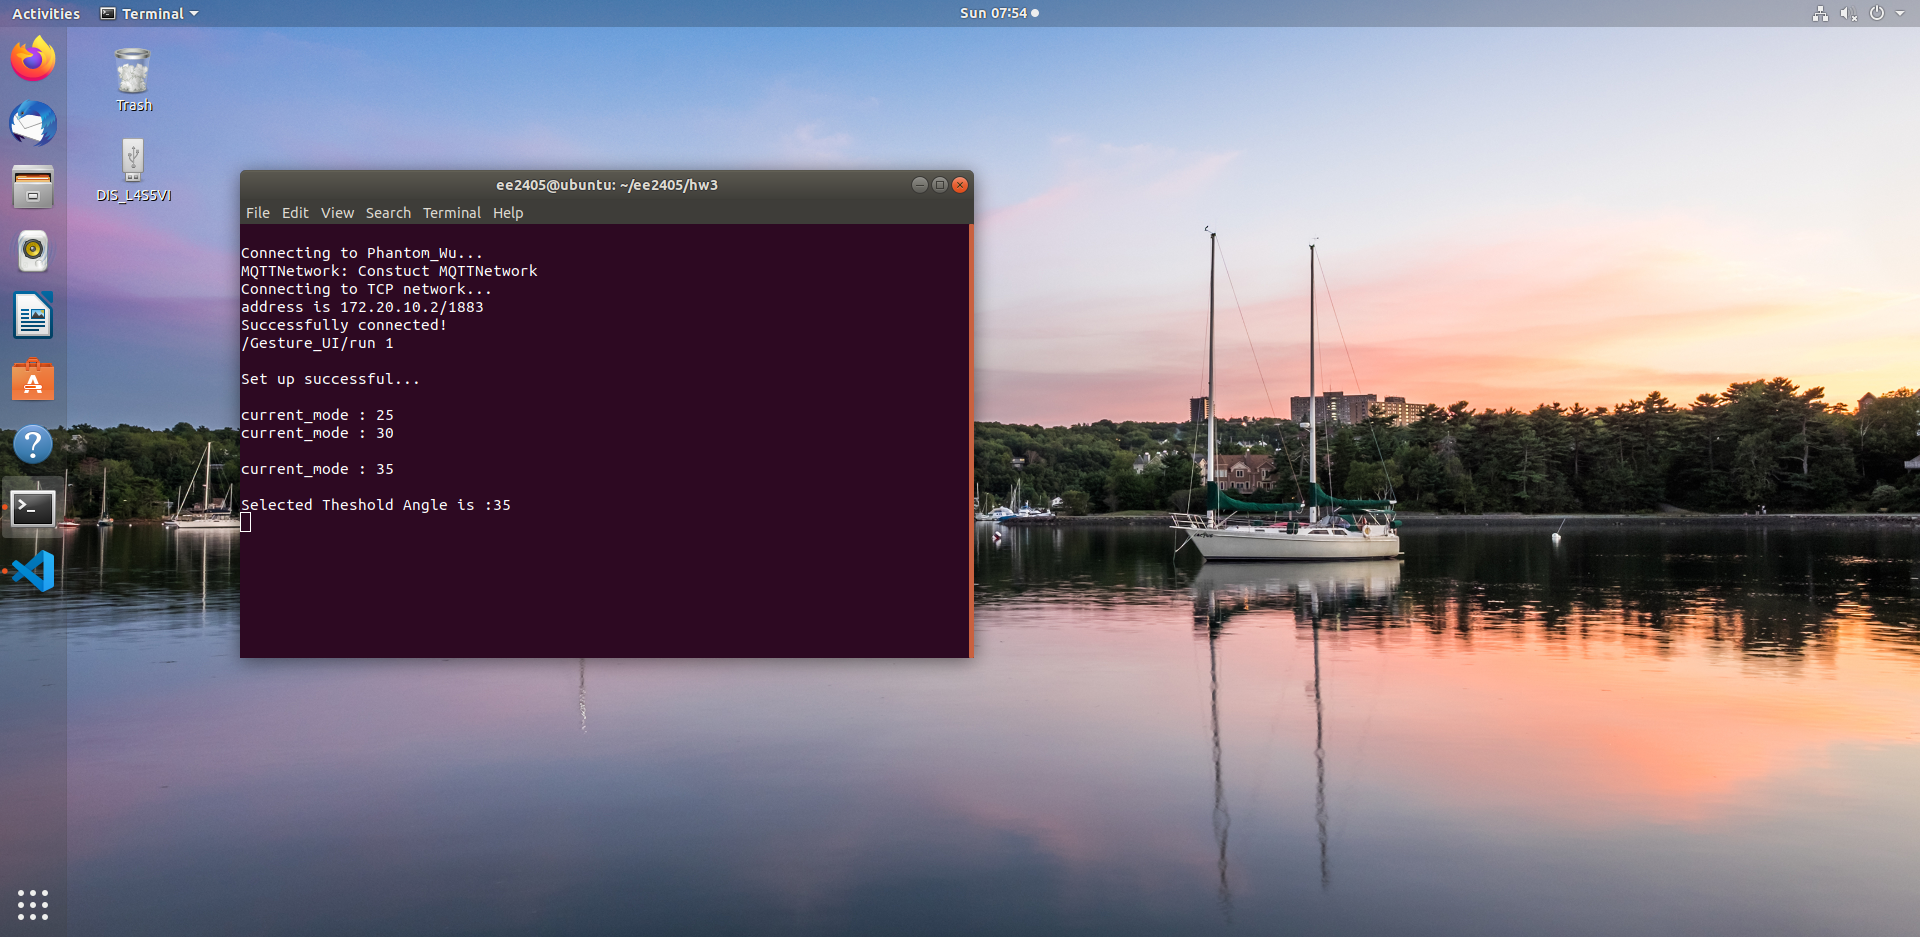 Activities Terminal Sun 07:54
Trash
DIS_L4S5VI
ee2405@ubuntu: ~/ee2405/hw3
File Edit View Search Terminal Help
Connecting to Phantom_Wu...
MQTTNetwork: Constuct MQTTNetwork
Connecting to TCP network...
address is 172.20.10.2/1883
Successfully connected!
/Gesture_UI/run 1
Set up successful...
current_mode : 25
current_mode : 30
current_mode : 35
Selected Theshold Angle is :35